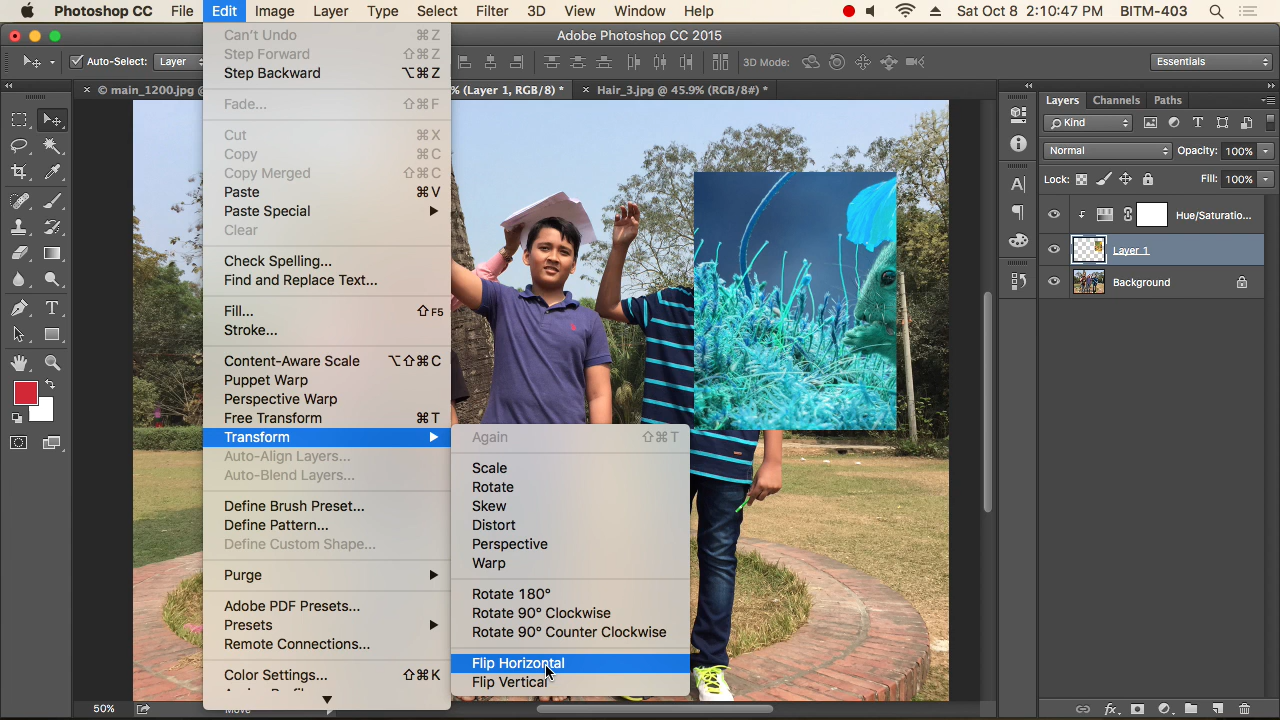 Photoshop CC File Edit Image Layer Type Select Filter 3D View Window Help Sat Oct 8 2:10:47 PM BITM-403
Adobe Photoshop CC 2015
Auto-Select: Layer 3D Mode: Essentials
© main_1200.jpg @ % (Layer 1, RGB/8) * Hair_3.jpg @ 45.9% (RGB/8#) *
Can't Undo ⌘Z
Step Forward ⇧⌘Z
Step Backward ⌥⌘Z
Fade... ⇧⌘F
Cut ⌘X
Copy ⌘C
Copy Merged ⇧⌘C
Paste ⌘V
Paste Special
Clear
Check Spelling...
Find and Replace Text...
Fill... ⇧F5
Stroke...
Content-Aware Scale ⌥⇧⌘C
Puppet Warp
Perspective Warp
Free Transform ⌘T
Transform
Auto-Align Layers...
Auto-Blend Layers...
Define Brush Preset...
Define Pattern...
Define Custom Shape...
Purge
Adobe PDF Presets...
Presets
Remote Connections...
Color Settings... ⇧⌘K
Again ⇧⌘T
Scale
Rotate
Skew
Distort
Perspective
Warp
Rotate 180°
Rotate 90° Clockwise
Rotate 90° Counter Clockwise
Flip Horizontal
Flip Vertical
Layers Channels Paths
Kind
Normal Opacity: 100%
Lock: Fill: 100%
Hue/Saturatio...
Layer 1
Background
50% Move